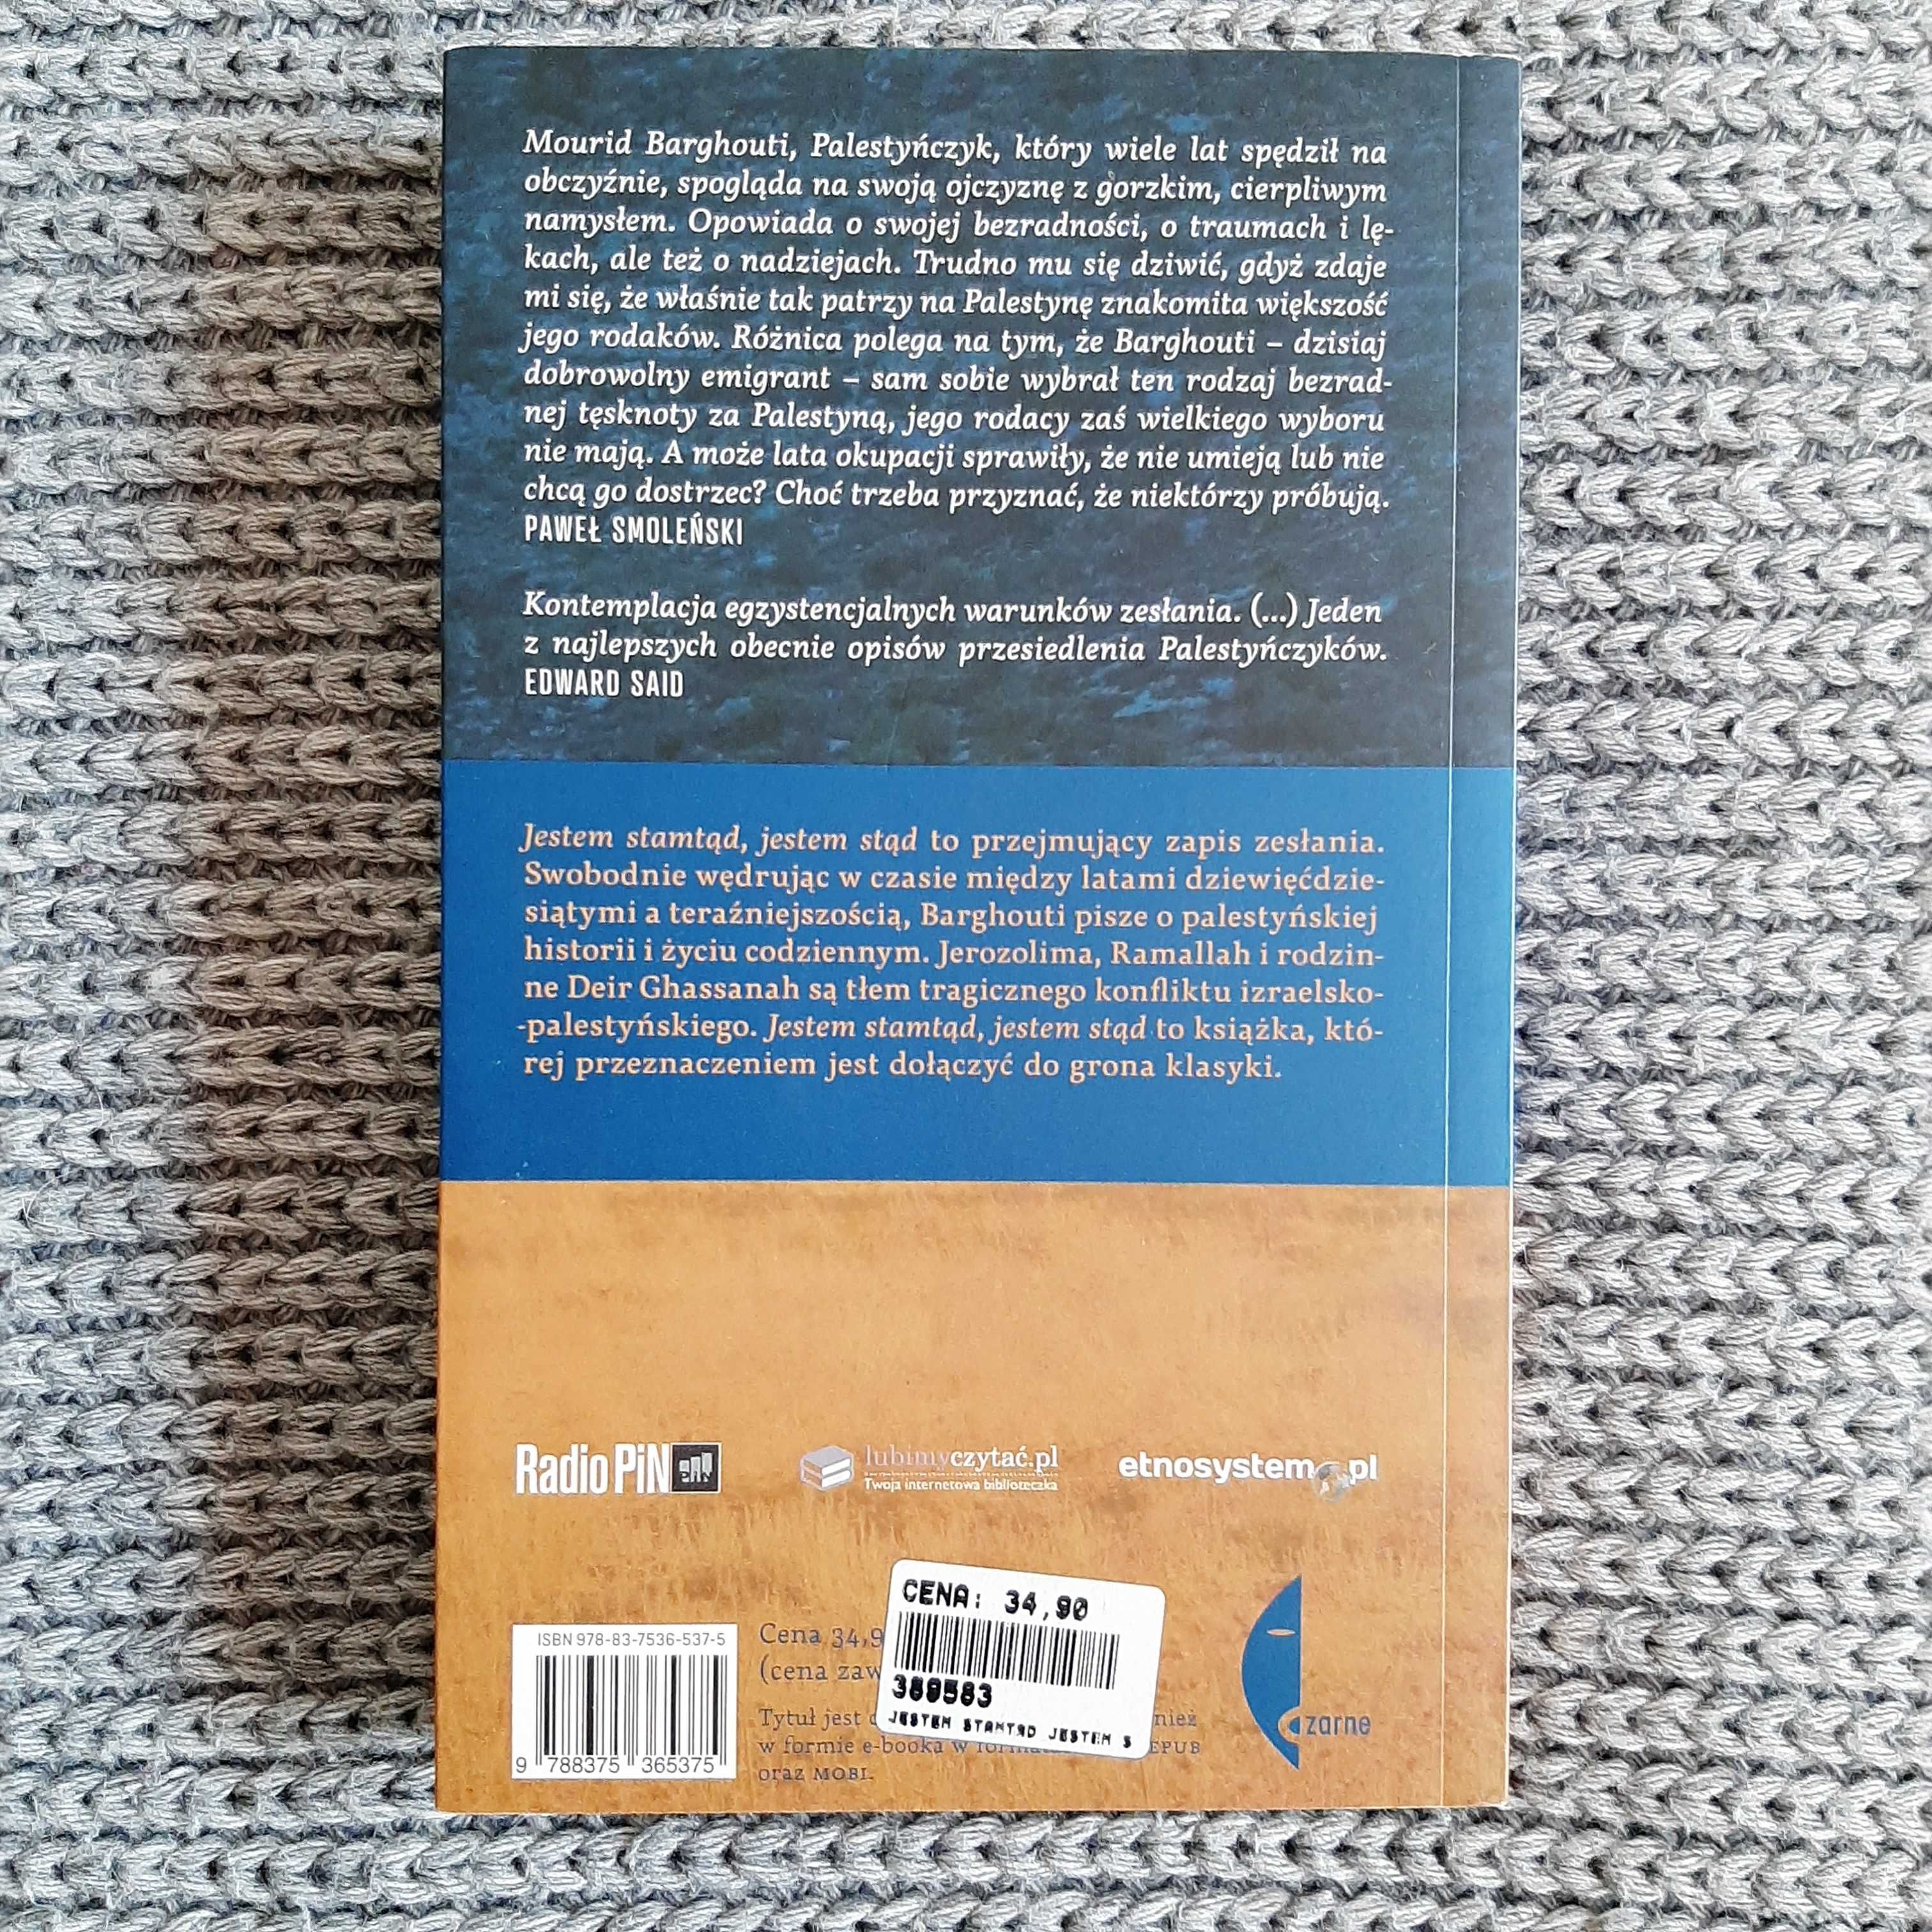 Mourid Barghouti, Palestyńczyk, który wiele lat spędził na
obczyźnie, spogląda na swoją ojczyznę z gorzkim, cierpliwym
namysłem. Opowiada o swojej bezradności, o traumach i lę-
kach, ale też o nadziejach. Trudno mu się dziwić, gdyż zdaje
mi się, że właśnie tak patrzy na Palestynę znakomita większość
jego rodaków. Różnica polega na tym, że Barghouti – dzisiaj
dobrowolny emigrant – sam sobie wybrał ten rodzaj bezrad-
nej tęsknoty za Palestyną, jego rodacy zaś wielkiego wyboru
nie mają. A może lata okupacji sprawiły, że nie umieją lub nie
chcą go dostrzec? Choć trzeba przyznać, że niektórzy próbują.
PAWEŁ SMOLEŃSKI
Kontemplacja egzystencjalnych warunków zesłania. (...) Jeden
z najlepszych obecnie opisów przesiedlenia Palestyńczyków.
EDWARD SAID
Jestem stamtąd, jestem stąd to przejmujący zapis zesłania.
Swobodnie wędrując w czasie między latami dziewięćdzie-
siątymi a teraźniejszością, Barghouti pisze o palestyńskiej
historii i życiu codziennym. Jerozolima, Ramallah i rodzin-
ne Deir Ghassanah są tłem tragicznego konfliktu izraelsko-
-palestyńskiego. Jestem stamtąd, jestem stąd to książka, któ-
rej przeznaczeniem jest dołączyć do grona klasyki.
Radio PiN
lubimyczytać.pl
Twoja internetowa biblioteczka
etnosystem.pl
CENA: 34,90
389583
JESTEM STAMTĄD JESTEM S
ISBN 978-83-7536-537-5
9 788375 365375
Cena 34,9
(cena zaw
Tytuł jest nież
w formie e-booka w EPUB
oraz MOBI.
czarne